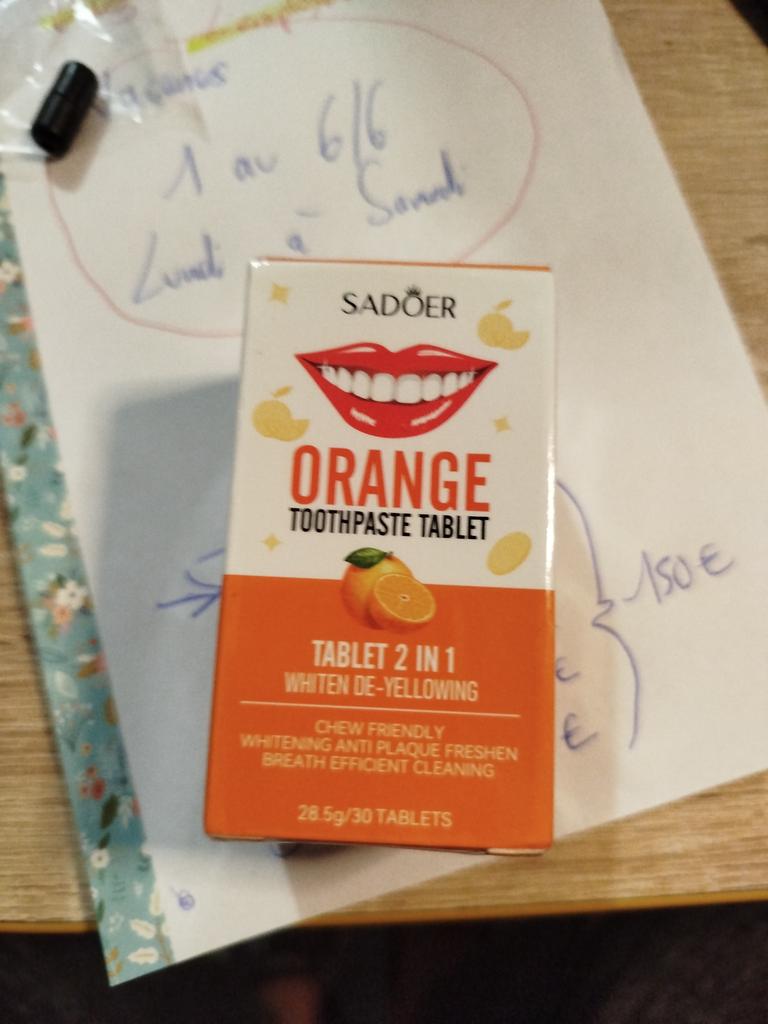 Vacances
1 au 6/6
Lundi à Samedi
SADOER
ORANGE
TOOTHPASTE TABLET
TABLET 2 IN 1
WHITEN DE-YELLOWING
CHEW FRIENDLY
WHITENING ANTI PLAQUE FRESHEN
BREATH EFFICIENT CLEANING
28.5g/30 TABLETS
150€
€
€